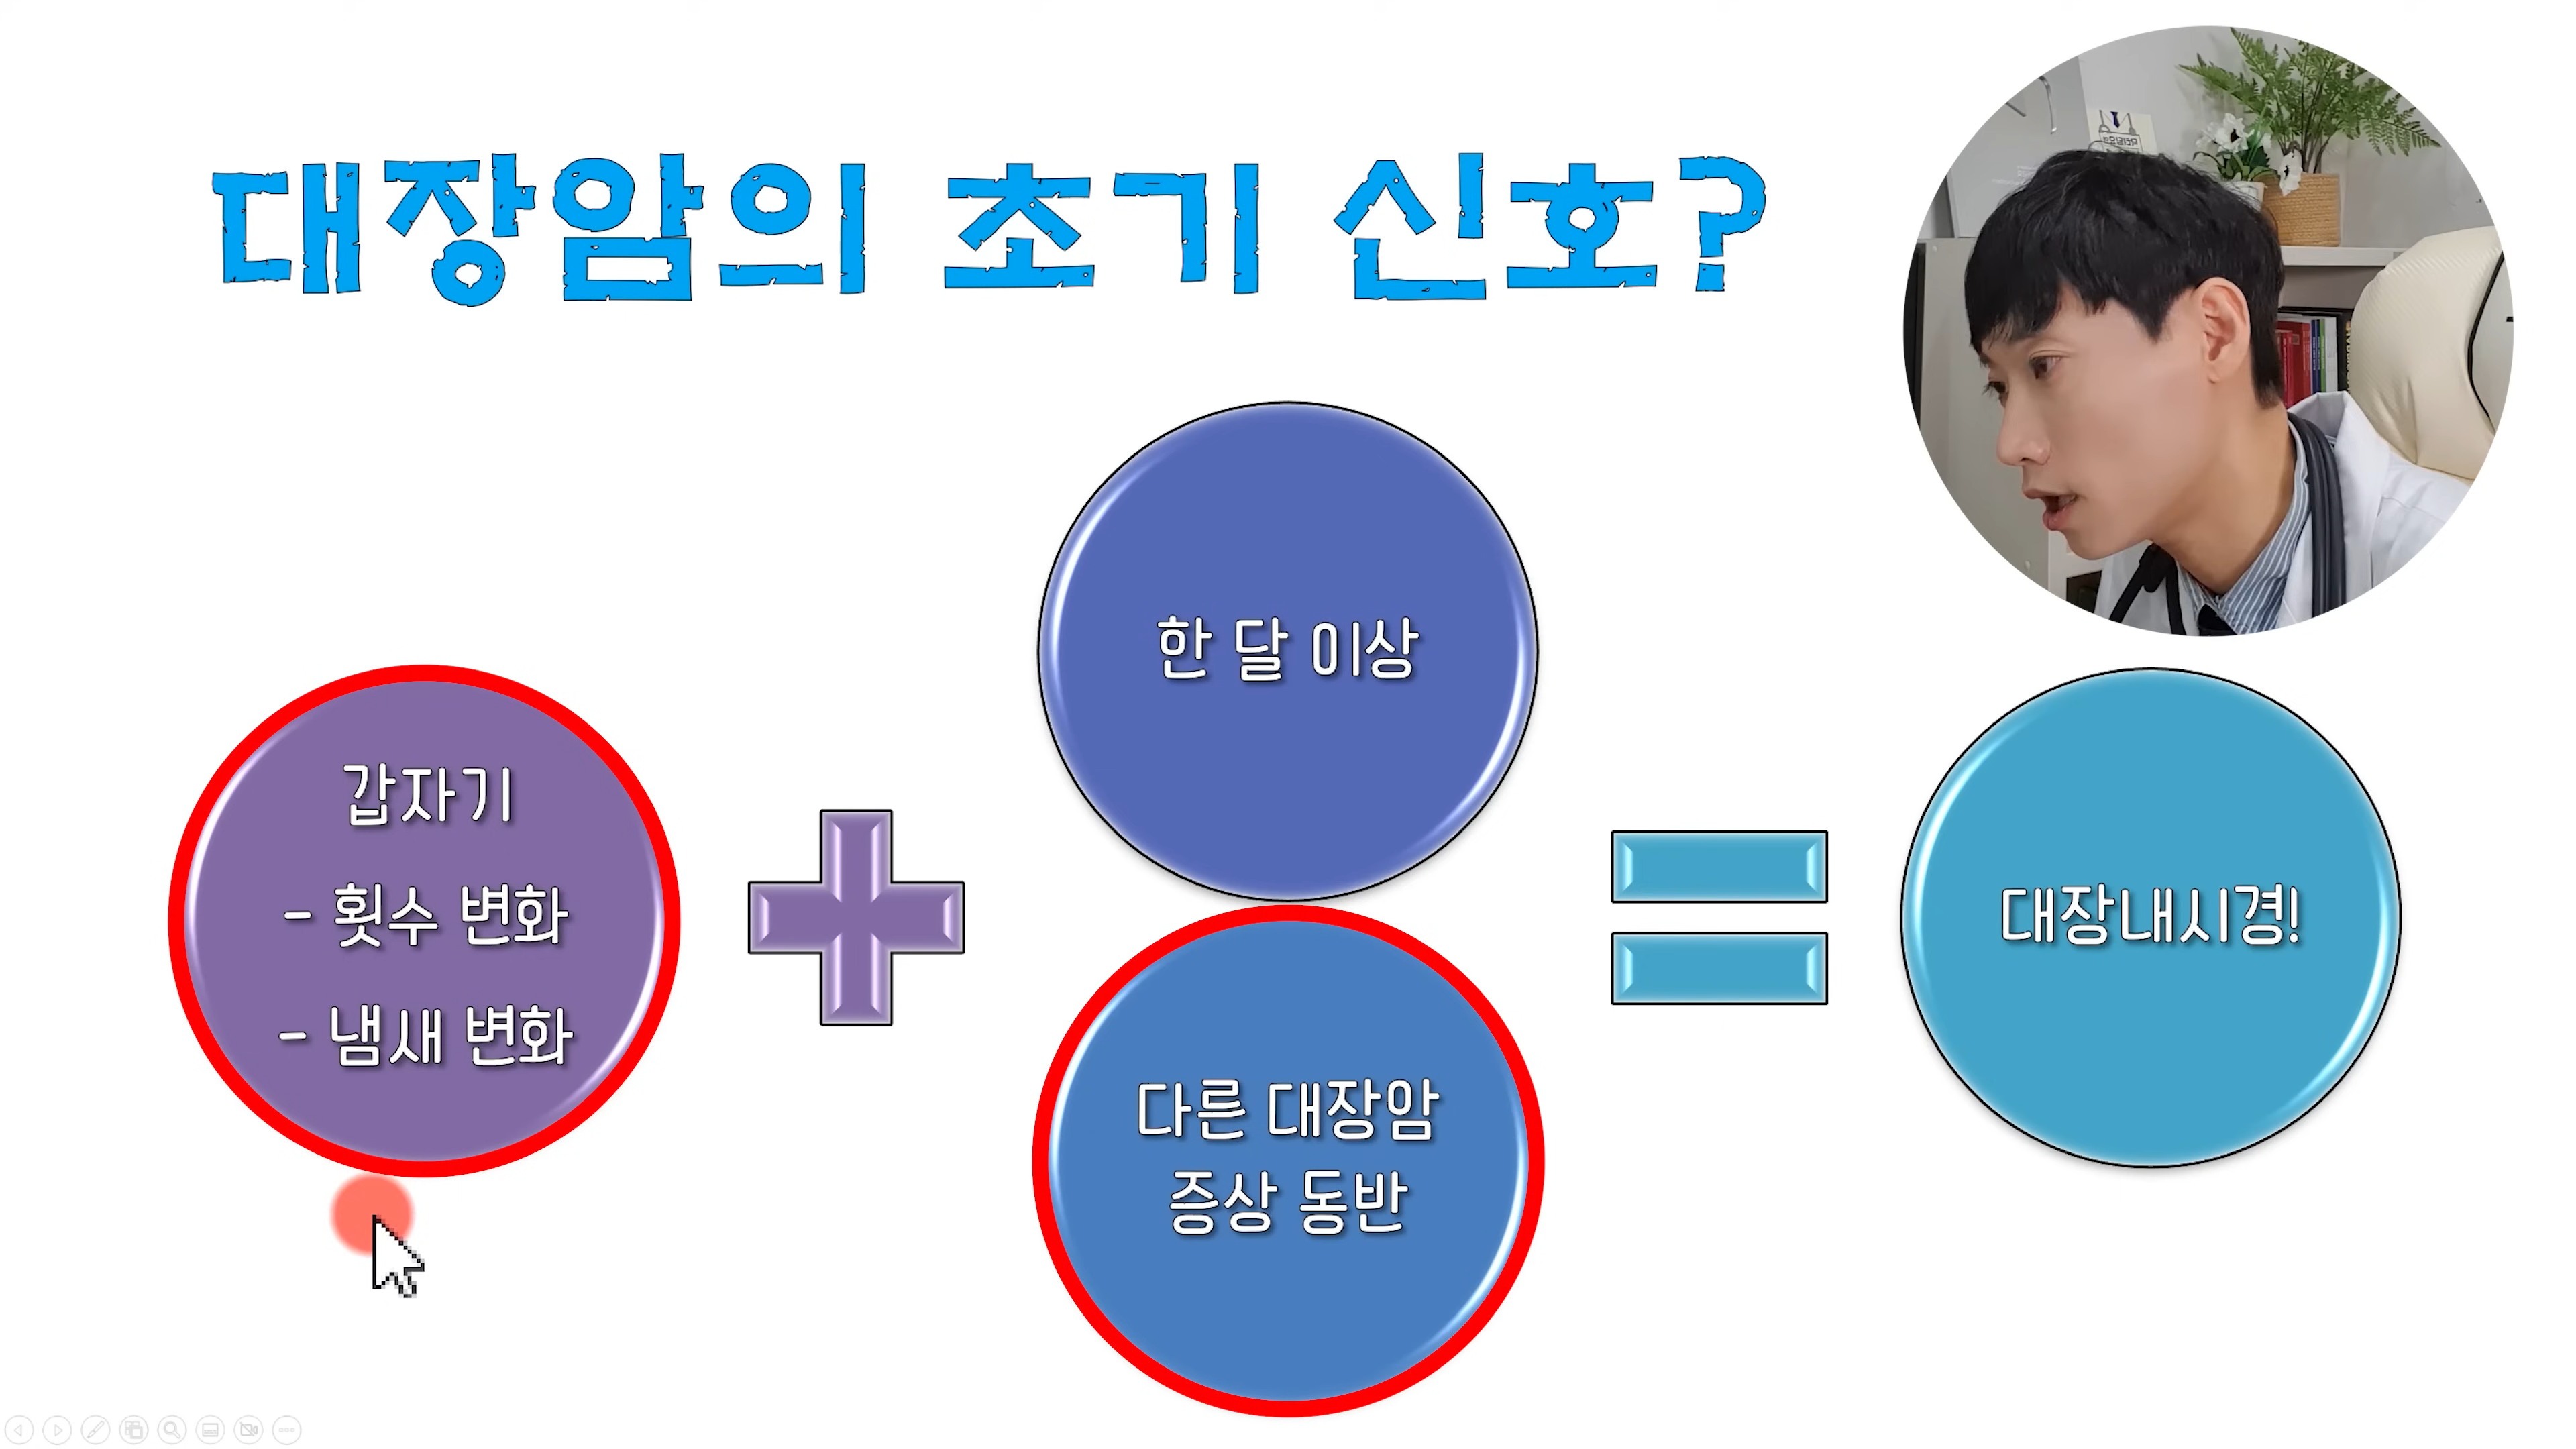 대장암의 초기 신호?
갑자기
- 횟수 변화
- 냄새 변화
한 달 이상
다른 대장암
증상 동반
대장내시경!